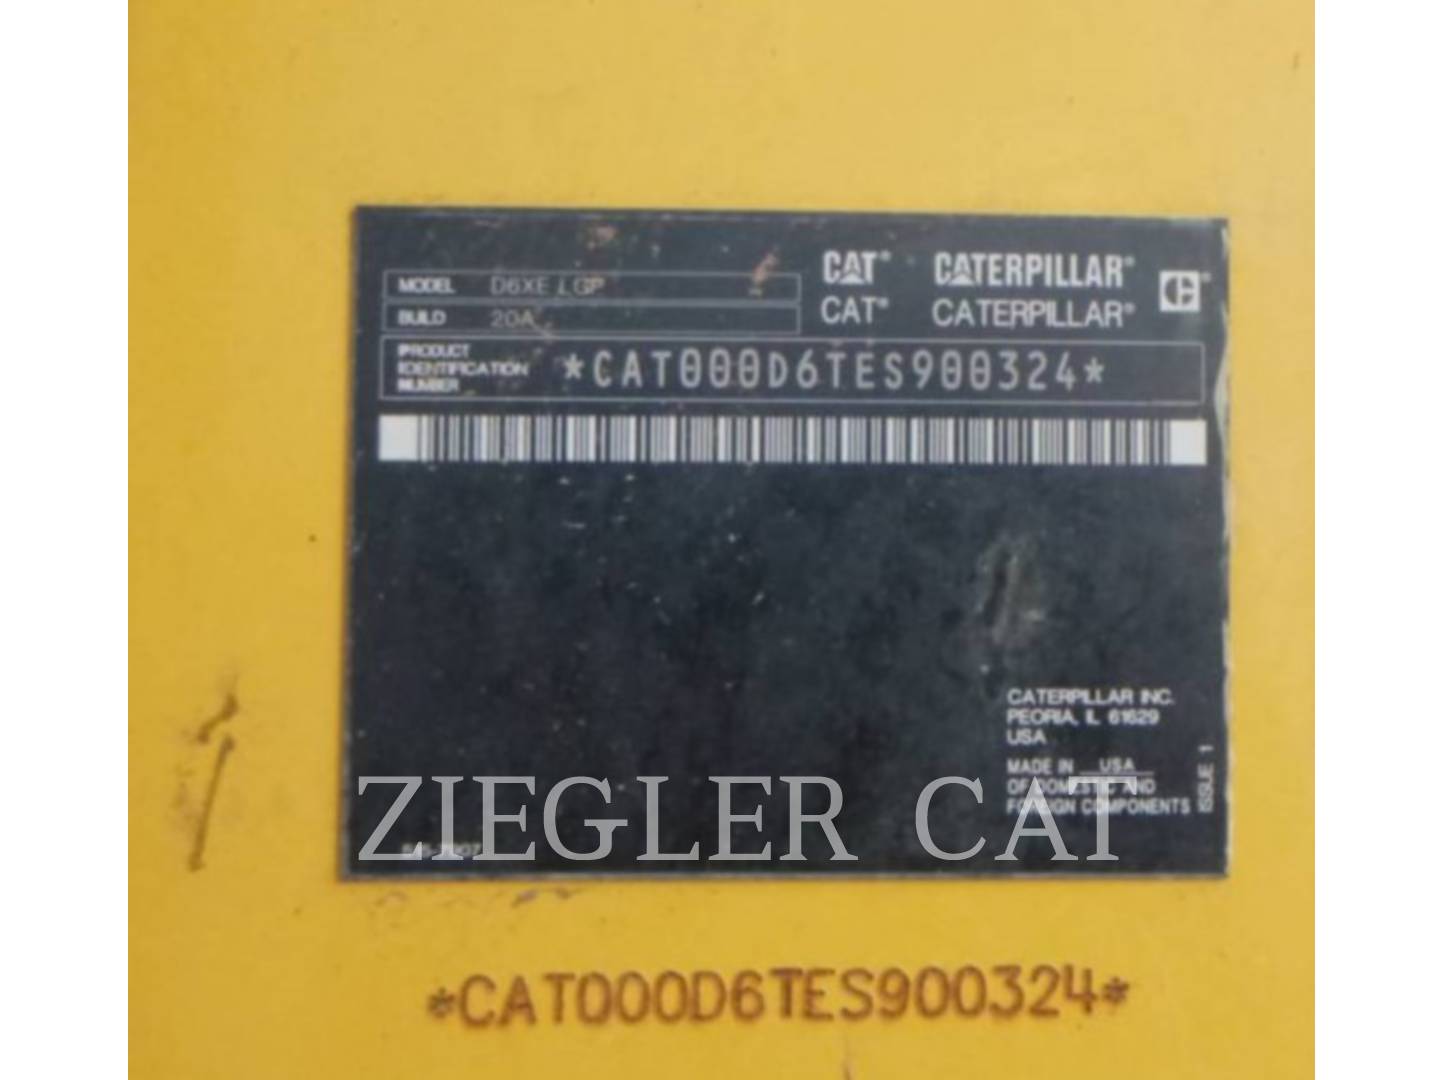 MODEL D6XE LGP
BUILD 20A
CAT® CATERPILLAR®
CAT® CATERPILLAR®
PRODUCT
IDENTIFICATION
NUMBER
*CAT000D6TES900324*
CATERPILLAR INC.
PEORIA, IL 61629
USA
MADE IN USA
OF DOMESTIC AND
FOREIGN COMPONENTS
ISSUE 1
ZIEGLER CAT
*CAT000D6TES900324*